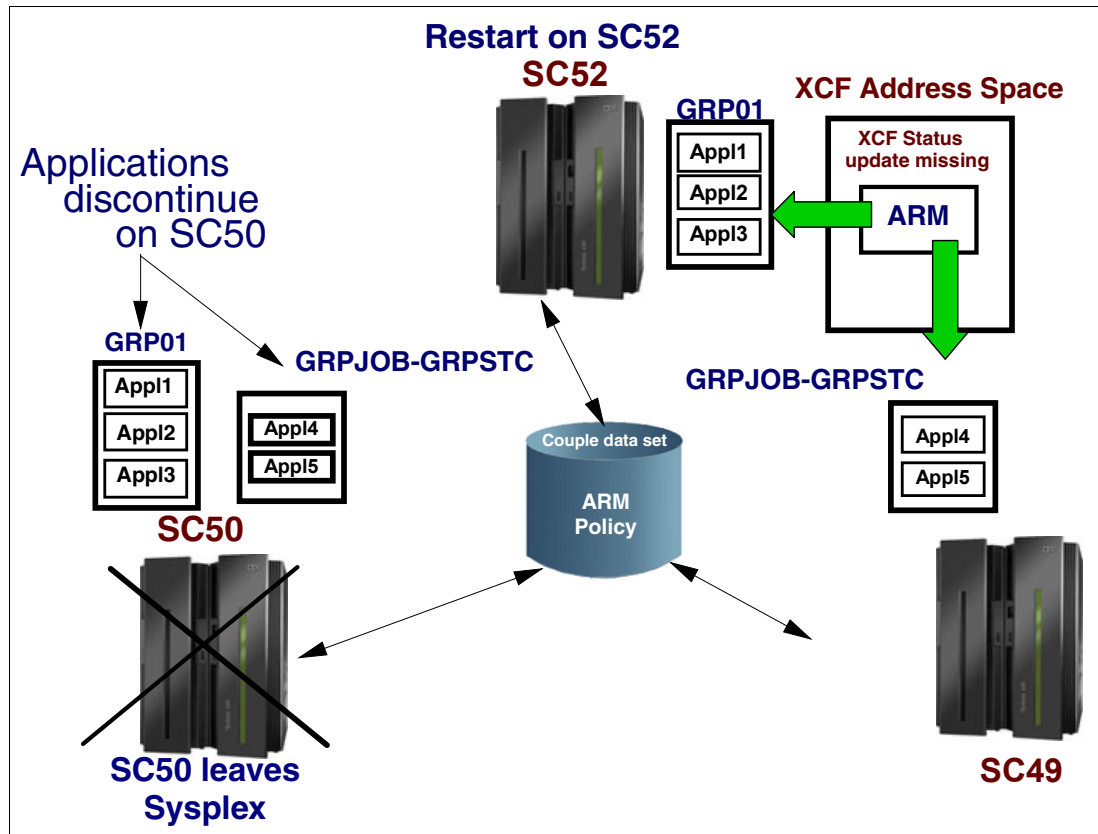 Restart on SC52
SC52
XCF Address Space
GRP01
XCF Status
update missing
Appl1
Appl2
Appl3
ARM
Applications
discontinue
on SC50
GRP01
Appl1
Appl2
Appl3
GRPJOB-GRPSTC
Appl4
Appl5
GRPJOB-GRPSTC
Appl4
Appl5
Couple data set
ARM
Policy
SC50
SC50 leaves
Sysplex
SC49